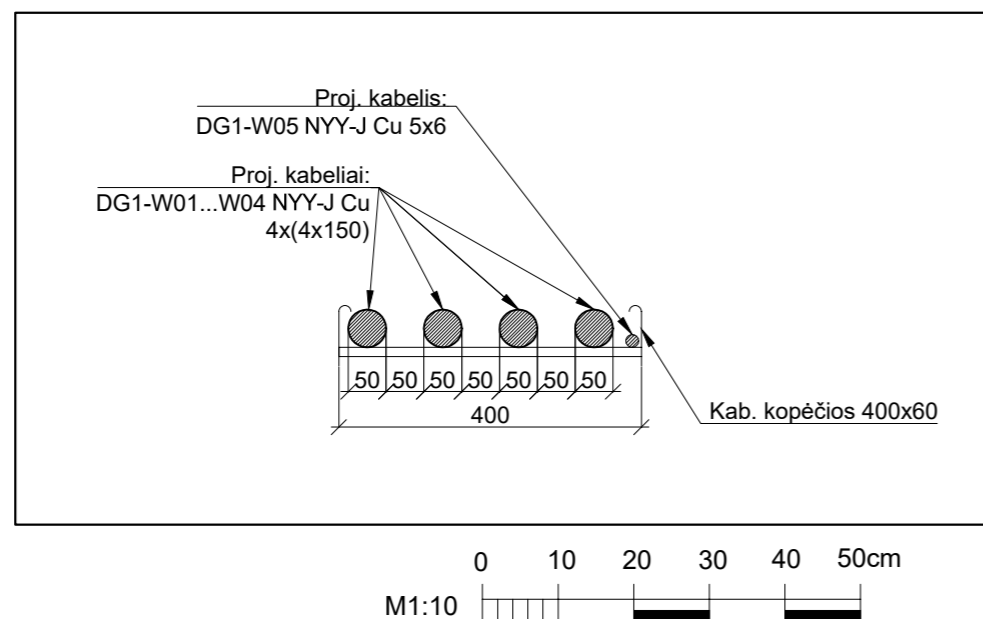 Proj. kabelis:
DG1-W05 NYY-J Cu 5x6
Proj. kabeliai:
DG1-W01...W04 NYY-J Cu
4x(4x150)
50 50 50 50 50 50 50
400
Kab. kopėčios 400x60
0 10 20 30 40 50cm
M1:10